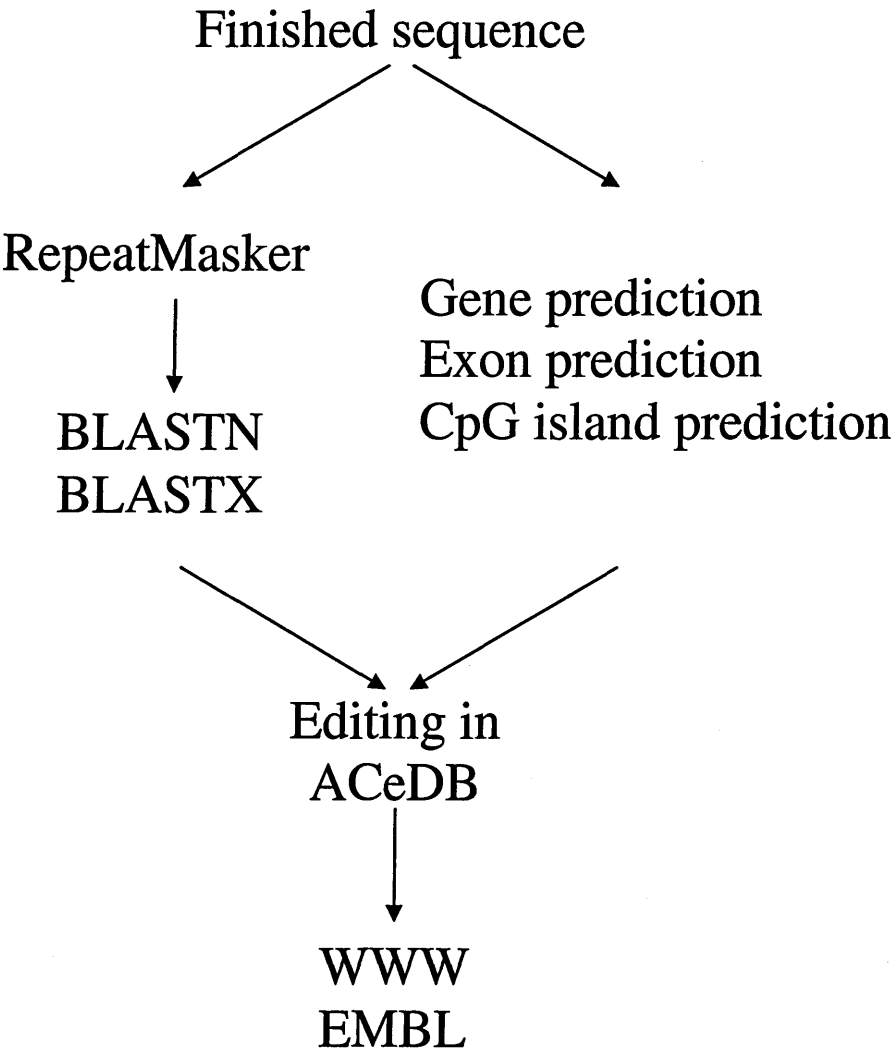 Finished sequence
RepeatMasker
BLASTN
BLASTX
Gene prediction
Exon prediction
CpG island prediction
Editing in
ACeDB
WWW
EMBL